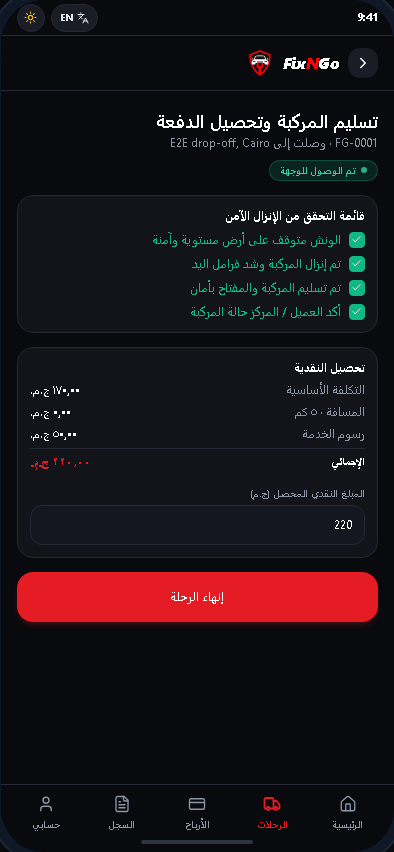 9:41
EN
FixNGo
تسليم المركبة وتحصيل الدفعة
FG-0001 · وصلت إلى E2E drop-off, Cairo
تم الوصول للوجهة
قائمة التحقق من الإنزال الآمن
الونش متوقف على أرض مستوية وآمنة
تم إنزال المركبة وشد فرامل اليد
تم تسليم المركبة والمفتاح بأمان
أكد العميل / المركز حالة المركبة
تحصيل النقدية
التكلفة الأساسية ١٧٠٫٠٠ ج.م.
المسافة ٥٠ كم ٠٫٠٠ ج.م.
رسوم الخدمة ٥٠٫٠٠ ج.م.
الإجمالي ٢٢٠٫٠٠ ج.م.
المبلغ النقدي المحصل (ج.م)
220
إنهاء الرحلة
الرئيسية
الرحلات
الأرباح
السجل
حسابي